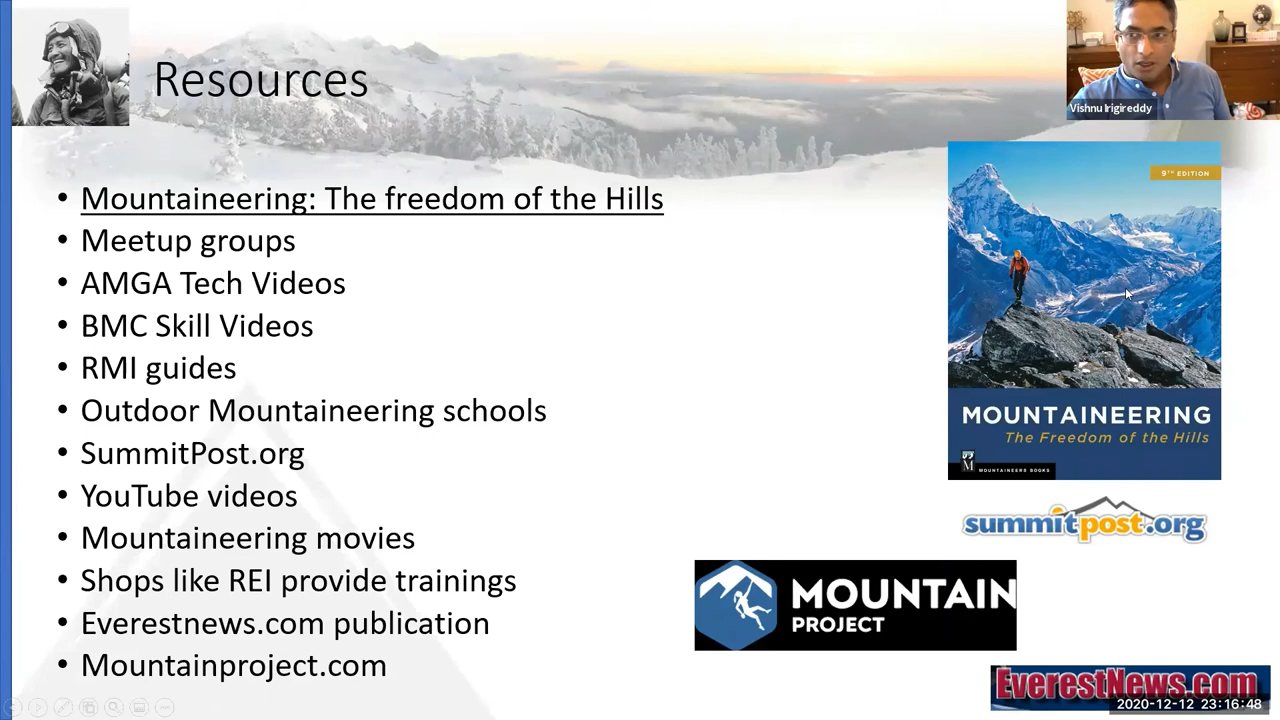 Resources
Vishnu Irigireddy
• Mountaineering: The freedom of the Hills
• Meetup groups
• AMGA Tech Videos
• BMC Skill Videos
• RMI guides
• Outdoor Mountaineering schools
• SummitPost.org
• YouTube videos
• Mountaineering movies
• Shops like REI provide trainings
• Everestnews.com publication
• Mountainproject.com
9TH EDITION
MOUNTAINEERING
The Freedom of the Hills
M MOUNTAINEERS BOOKS
summitpost.org
MOUNTAIN
PROJECT
EverestNews.com
2020-12-12 23:16:48